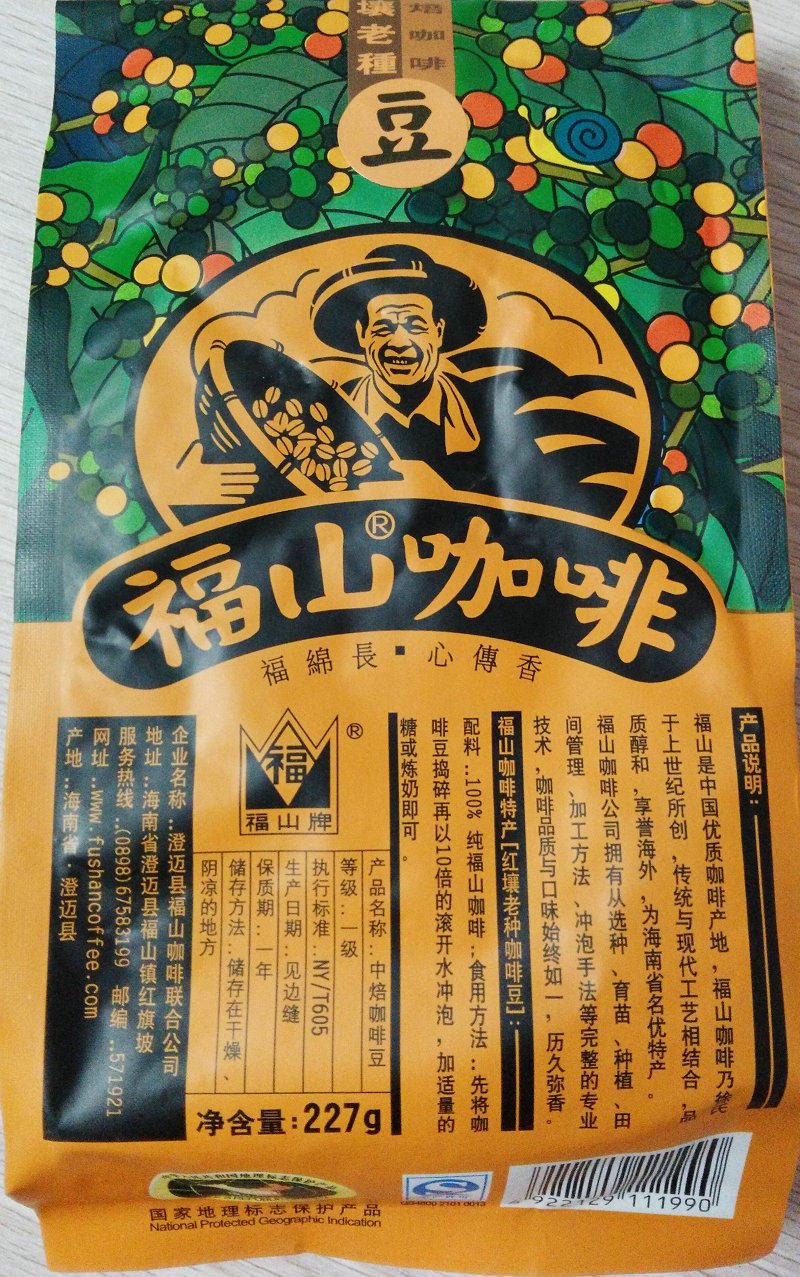 壤老種
焙咖啡
豆
福山®咖啡
福綿長·心傳香
产品说明：
福山是中国优质咖啡产地，福山咖啡乃徐氏
于上世纪所创，传统与现代工艺相结合，品
质醇和，享誉海外，为海南省名优特产。
福山咖啡公司拥有从选种、育苗、种植、田
间管理、加工方法、冲泡手法等完整的专业
技术，咖啡品质与口味始终如一，历久弥香。
福山咖啡特产[红壤老种咖啡豆]：
配料：100% 纯福山咖啡；食用方法：先将咖
啡豆捣碎再以10倍的滚开水冲泡，加适量的
糖或炼奶即可。
福
®
福山牌
产品名称：中焙咖啡豆
等级：一级
执行标准：NY/T605
生产日期：见边缝
保质期：一年
储存方法：储存在干燥、
阴凉的地方
净含量:227g
企业名称：澄迈县福山咖啡联合公司
地址：海南省澄迈县福山镇红旗坡
服务热线：(0898)67583199 邮编：571921
网址：www.fushancoffee.com
产地：海南省·澄迈县
国家地理标志保护产品
National Protected Geographic Indication
111990